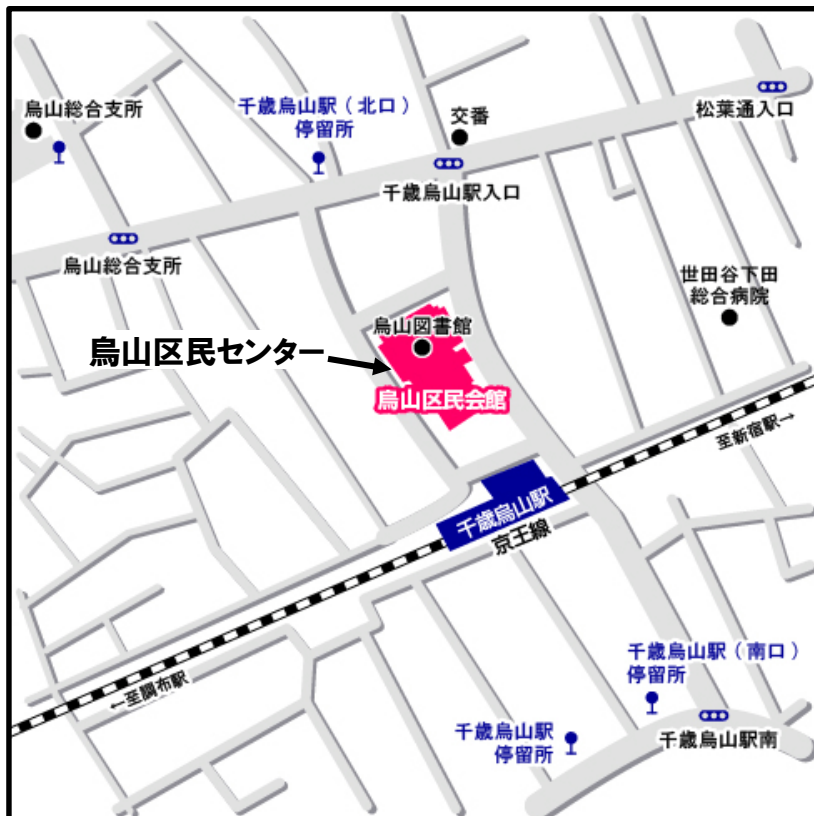 烏山総合支所
千歳烏山駅（北口）
停留所
交番
松葉通入口
千歳烏山駅入口
烏山総合支所
世田谷下田
総合病院
烏山図書館
烏山区民センター
烏山区民会館
至新宿駅→
千歳烏山駅
京王線
千歳烏山駅（南口）
停留所
←至調布駅
千歳烏山駅
停留所
千歳烏山駅南